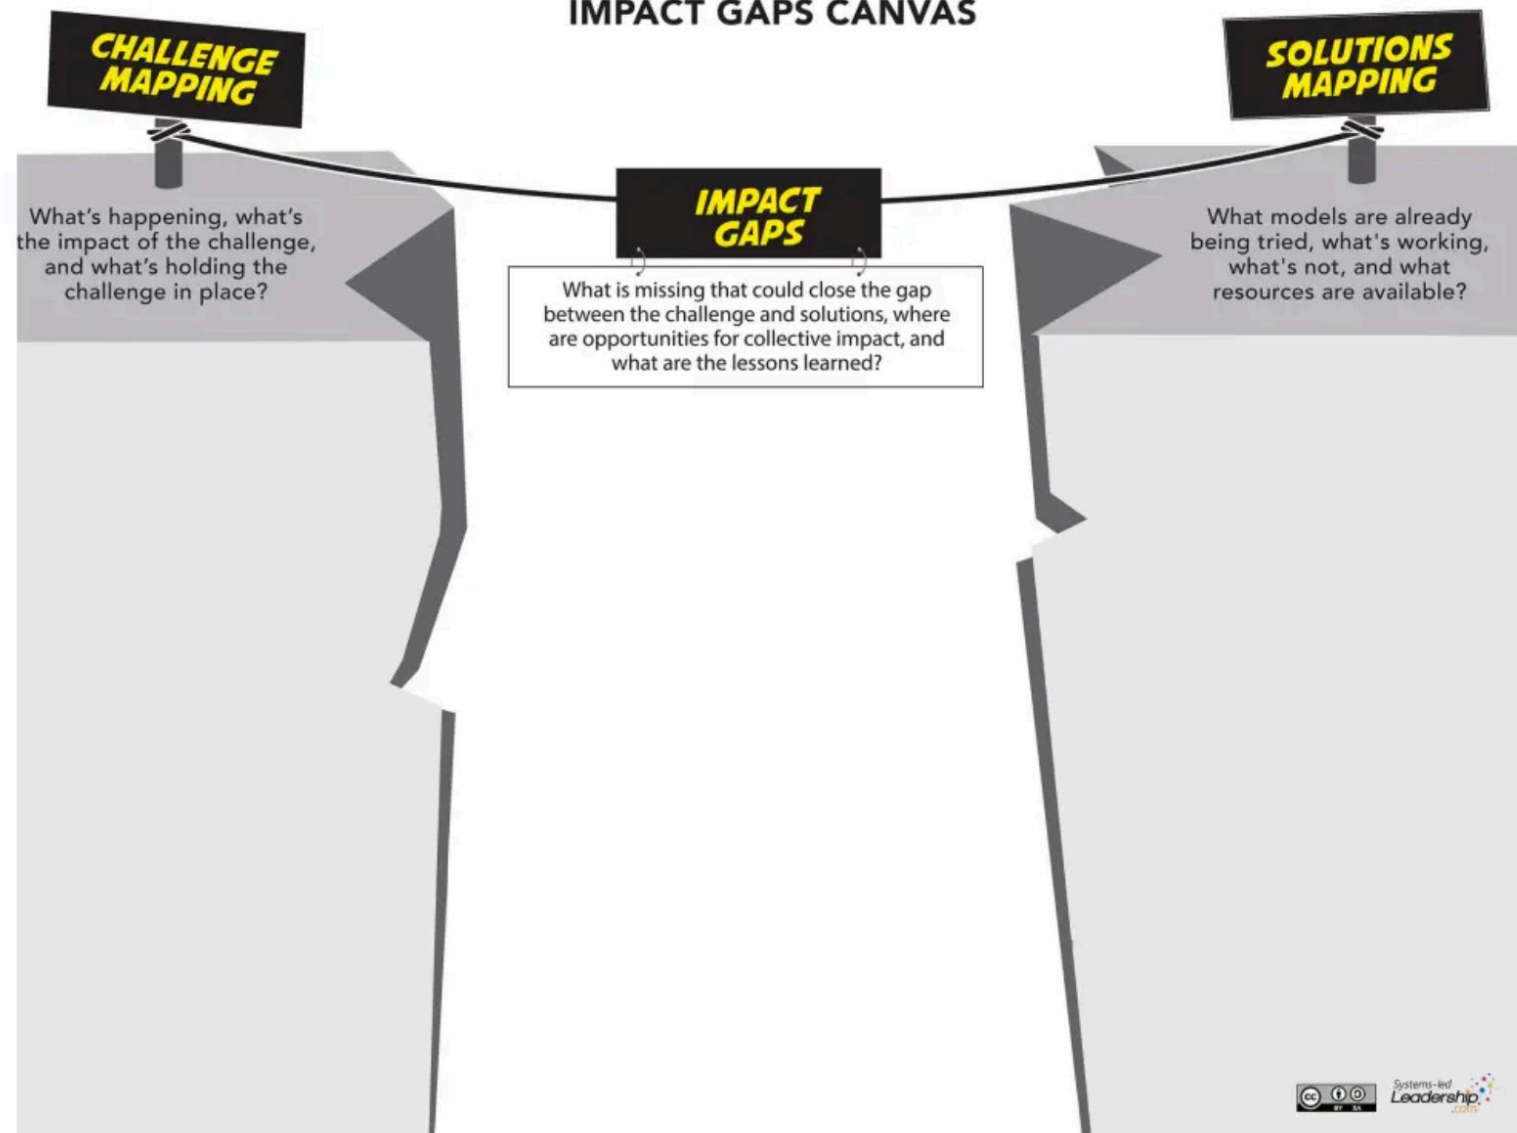 IMPACT GAPS CANVAS
CHALLENGE
MAPPING
What's happening, what's
the impact of the challenge,
and what's holding the
challenge in place?
IMPACT
GAPS
What is missing that could close the gap
between the challenge and solutions, where
are opportunities for collective impact, and
what are the lessons learned?
SOLUTIONS
MAPPING
What models are already
being tried, what's working,
what's not, and what
resources are available?
cc
BY SA
Systems-led
Leadership
.com